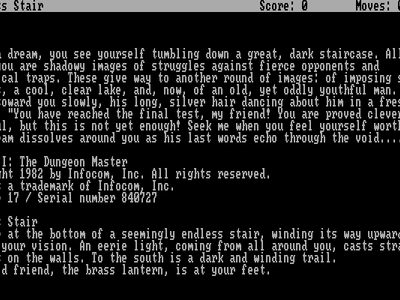 ss Stair Score: 0 Moves:
dream, you see yourself tumbling down a great, dark staircase. All
ou are shadowy images of struggles against fierce opponents and
cal traps. These give way to another round of images: of imposing s
, a cool, clear lake, and, now, of an old, yet oddly youthful man.
oward you slowly, his long, silver hair dancing about him in a fres
"You have reached the final test, my friend! You are proved clever
ul, but this is not yet enough! Seek me when you feel yourself wort
eam dissolves around you as his last words echo through the void....
I: The Dungeon Master
ght 1982 by Infocom, Inc. All rights reserved.
a trademark of Infocom, Inc.
17 / Serial number 840727
Stair
at the bottom of a seemingly endless stair, winding its way upward
your vision. An eerie light, coming from all around you, casts stra
on the walls. To the south is a dark and winding trail.
d friend, the brass lantern, is at your feet.